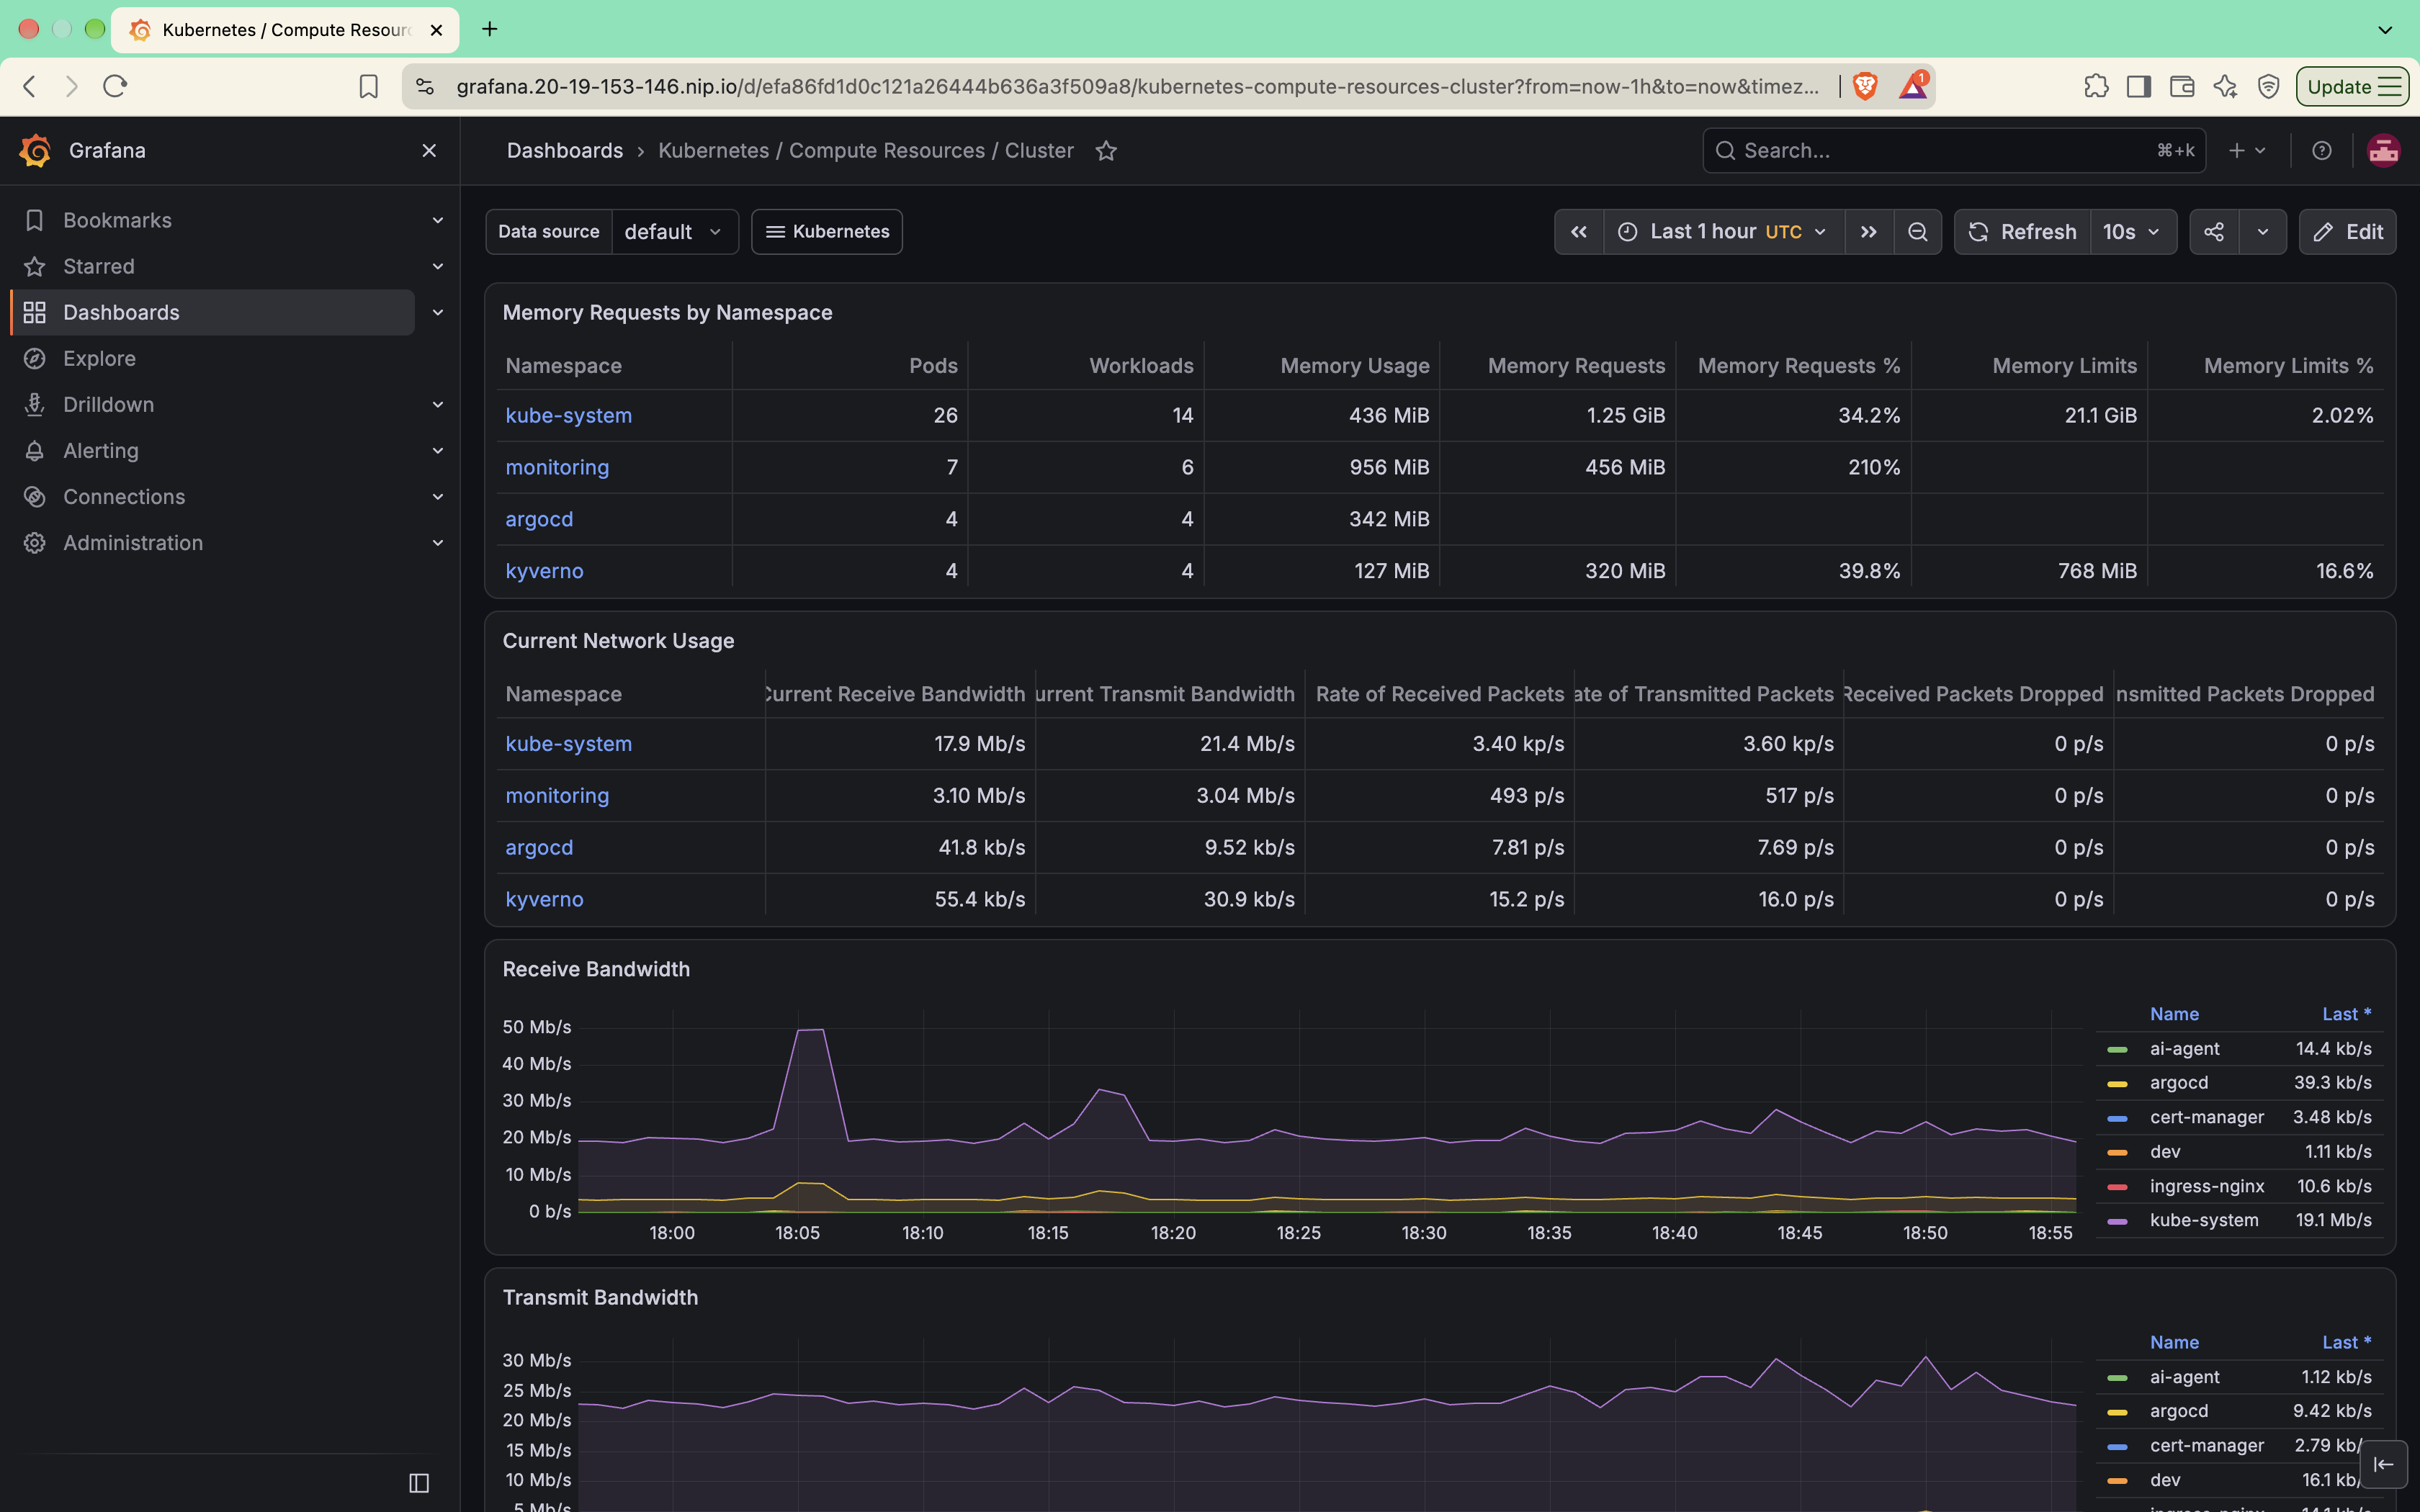 Kubernetes / Compute Resour
grafana.20-19-153-146.nip.io/d/efa86fd1d0c121a26444b636a3f509a8/kubernetes-compute-resources-cluster?from=now-1h&to=now&timez...
1
Update
Grafana
Dashboards › Kubernetes / Compute Resources / Cluster
Search... ⌘+k
Bookmarks
Starred
Dashboards
Explore
Drilldown
Alerting
Connections
Administration
Data source default Kubernetes
Last 1 hour UTC Refresh 10s Edit
Memory Requests by Namespace
Namespace Pods Workloads Memory Usage Memory Requests Memory Requests % Memory Limits Memory Limits %
kube-system 26 14 436 MiB 1.25 GiB 34.2% 21.1 GiB 2.02%
monitoring 7 6 956 MiB 456 MiB 210%
argocd 4 4 342 MiB
kyverno 4 4 127 MiB 320 MiB 39.8% 768 MiB 16.6%
Current Network Usage
Namespace Current Receive Bandwidth urrent Transmit Bandwidth Rate of Received Packets ate of Transmitted Packets Received Packets Dropped nsmitted Packets Dropped
kube-system 17.9 Mb/s 21.4 Mb/s 3.40 kp/s 3.60 kp/s 0 p/s 0 p/s
monitoring 3.10 Mb/s 3.04 Mb/s 493 p/s 517 p/s 0 p/s 0 p/s
argocd 41.8 kb/s 9.52 kb/s 7.81 p/s 7.69 p/s 0 p/s 0 p/s
kyverno 55.4 kb/s 30.9 kb/s 15.2 p/s 16.0 p/s 0 p/s 0 p/s
Receive Bandwidth
50 Mb/s
40 Mb/s
30 Mb/s
20 Mb/s
10 Mb/s
0 b/s
18:00 18:05 18:10 18:15 18:20 18:25 18:30 18:35 18:40 18:45 18:50 18:55
Name Last *
ai-agent 14.4 kb/s
argocd 39.3 kb/s
cert-manager 3.48 kb/s
dev 1.11 kb/s
ingress-nginx 10.6 kb/s
kube-system 19.1 Mb/s
Transmit Bandwidth
30 Mb/s
25 Mb/s
20 Mb/s
15 Mb/s
10 Mb/s
5 Mb/s
Name Last *
ai-agent 1.12 kb/s
argocd 9.42 kb/s
cert-manager 2.79 kb/
dev 16.1 kb/